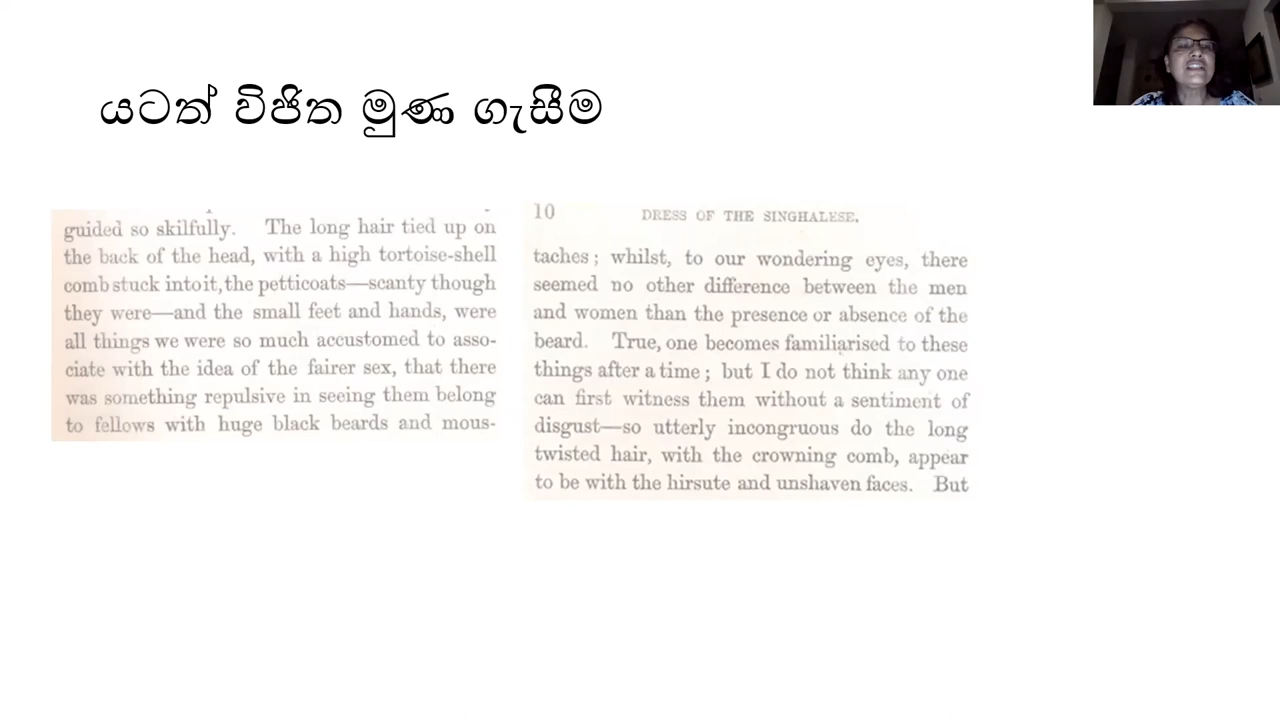 යටත් විජිත මුණ ගැසීම
guided so skilfully. The long hair tied up on
the back of the head, with a high tortoise-shell
comb stuck into it, the petticoats—scanty though
they were—and the small feet and hands, were
all things we were so much accustomed to asso-
ciate with the idea of the fairer sex, that there
was something repulsive in seeing them belong
to fellows with huge black beards and mous-
10 DRESS OF THE SINGHALESE.
taches; whilst, to our wondering eyes, there
seemed no other difference between the men
and women than the presence or absence of the
beard. True, one becomes familiarised to these
things after a time; but I do not think any one
can first witness them without a sentiment of
disgust—so utterly incongruous do the long
twisted hair, with the crowning comb, appear
to be with the hirsute and unshaven faces. But